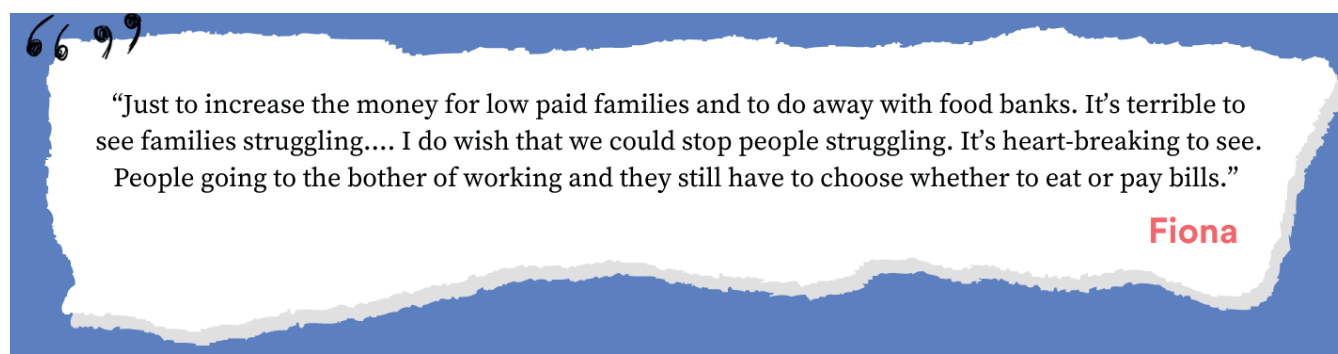 “Just to increase the money for low paid families and to do away with food banks. It’s terrible to
see families struggling.... I do wish that we could stop people struggling. It’s heart-breaking to see.
People going to the bother of working and they still have to choose whether to eat or pay bills.”
Fiona